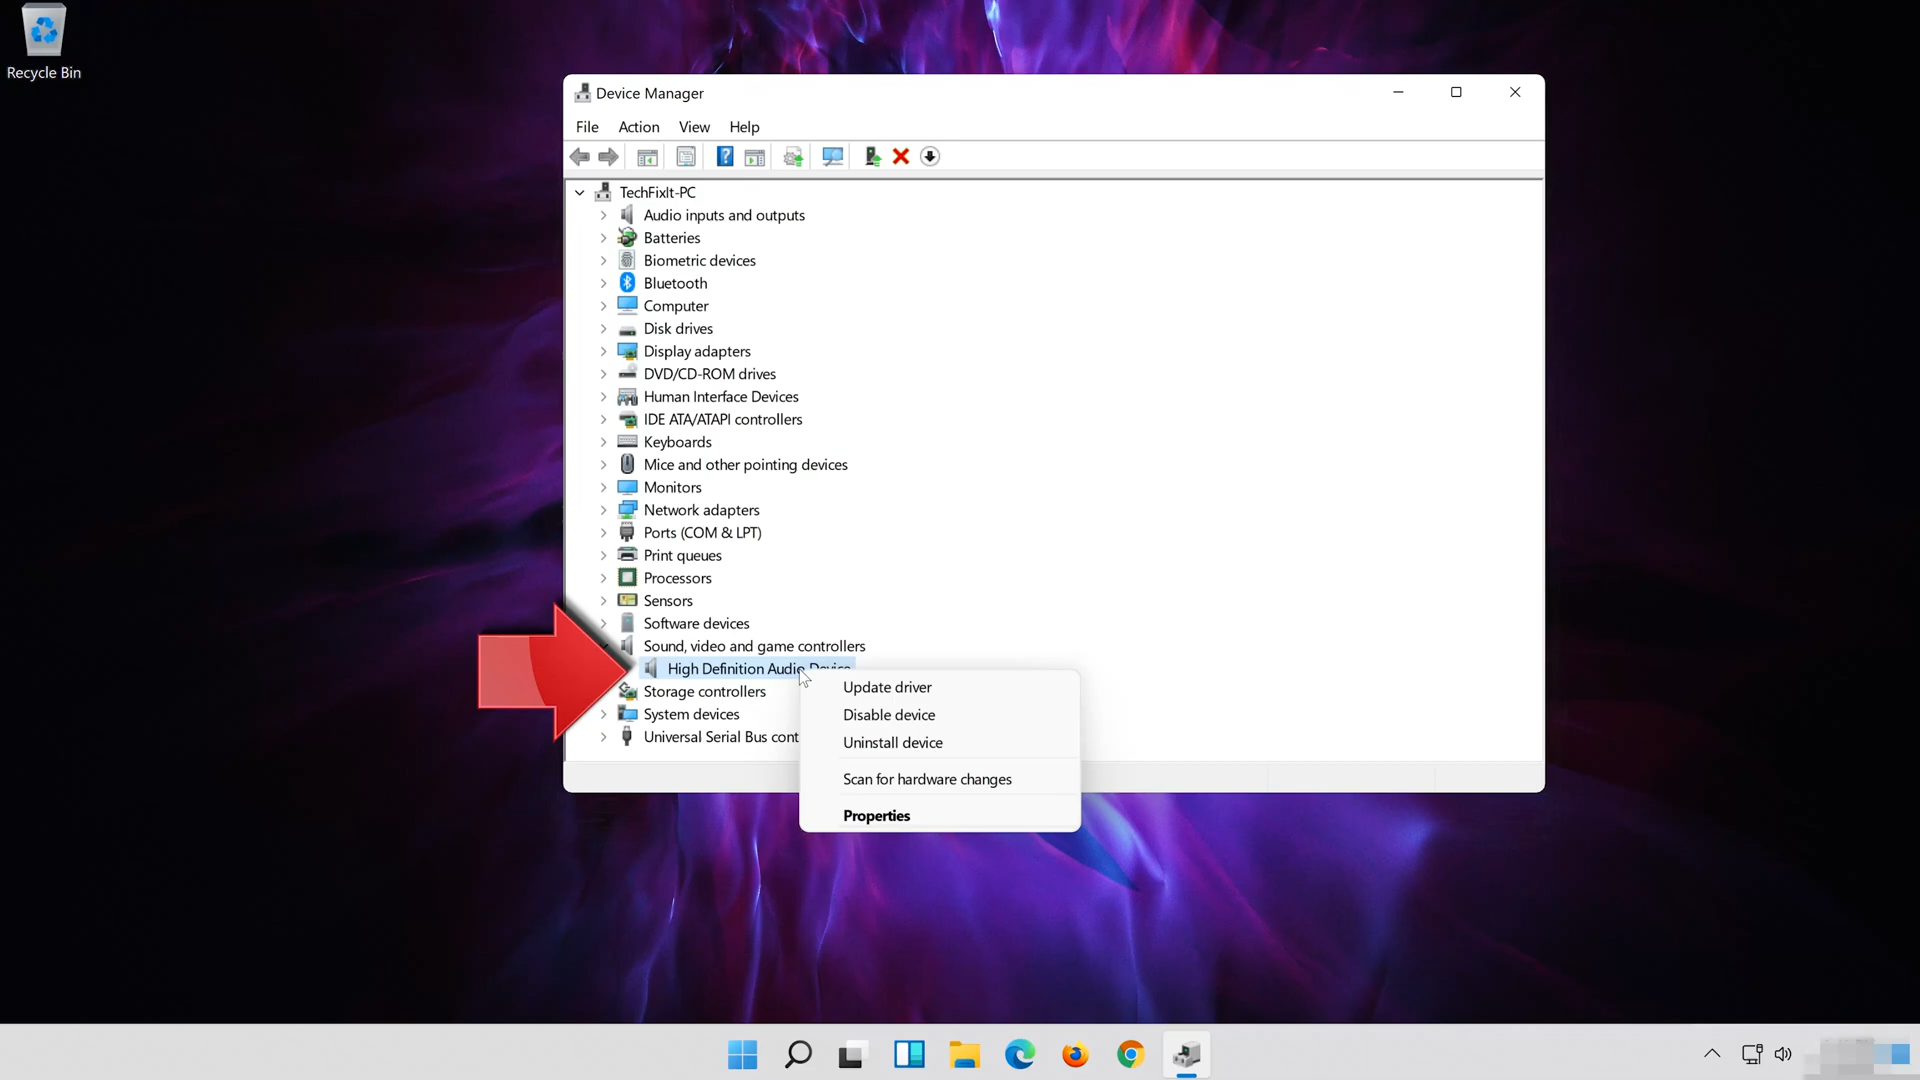 Recycle Bin
Device Manager
File Action View Help
TechFixIt-PC
Audio inputs and outputs
Batteries
Biometric devices
Bluetooth
Computer
Disk drives
Display adapters
DVD/CD-ROM drives
Human Interface Devices
IDE ATA/ATAPI controllers
Keyboards
Mice and other pointing devices
Monitors
Network adapters
Ports (COM & LPT)
Print queues
Processors
Sensors
Software devices
Sound, video and game controllers
High Definition Audio Device
Storage controllers
System devices
Universal Serial Bus cont
Update driver
Disable device
Uninstall device
Scan for hardware changes
Properties